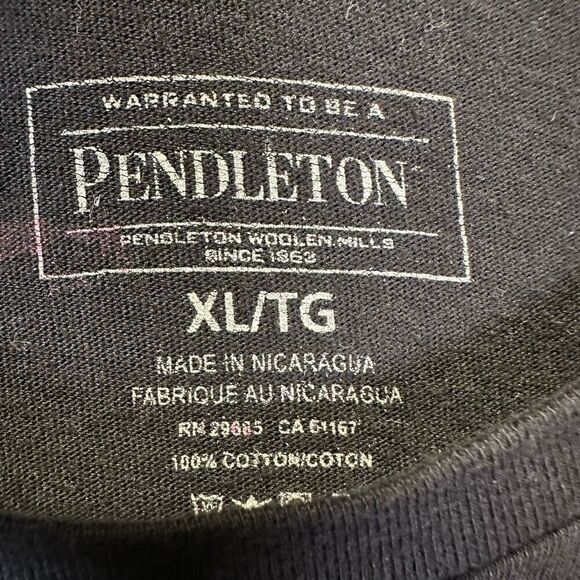 WARRANTED TO BE A
PENDLETON
PENDLETON WOOLEN MILLS
SINCE 1863
XL/TG
MADE IN NICARAGUA
FABRIQUE AU NICARAGUA
RN 29685 CA 61167
100% COTTON/COTON